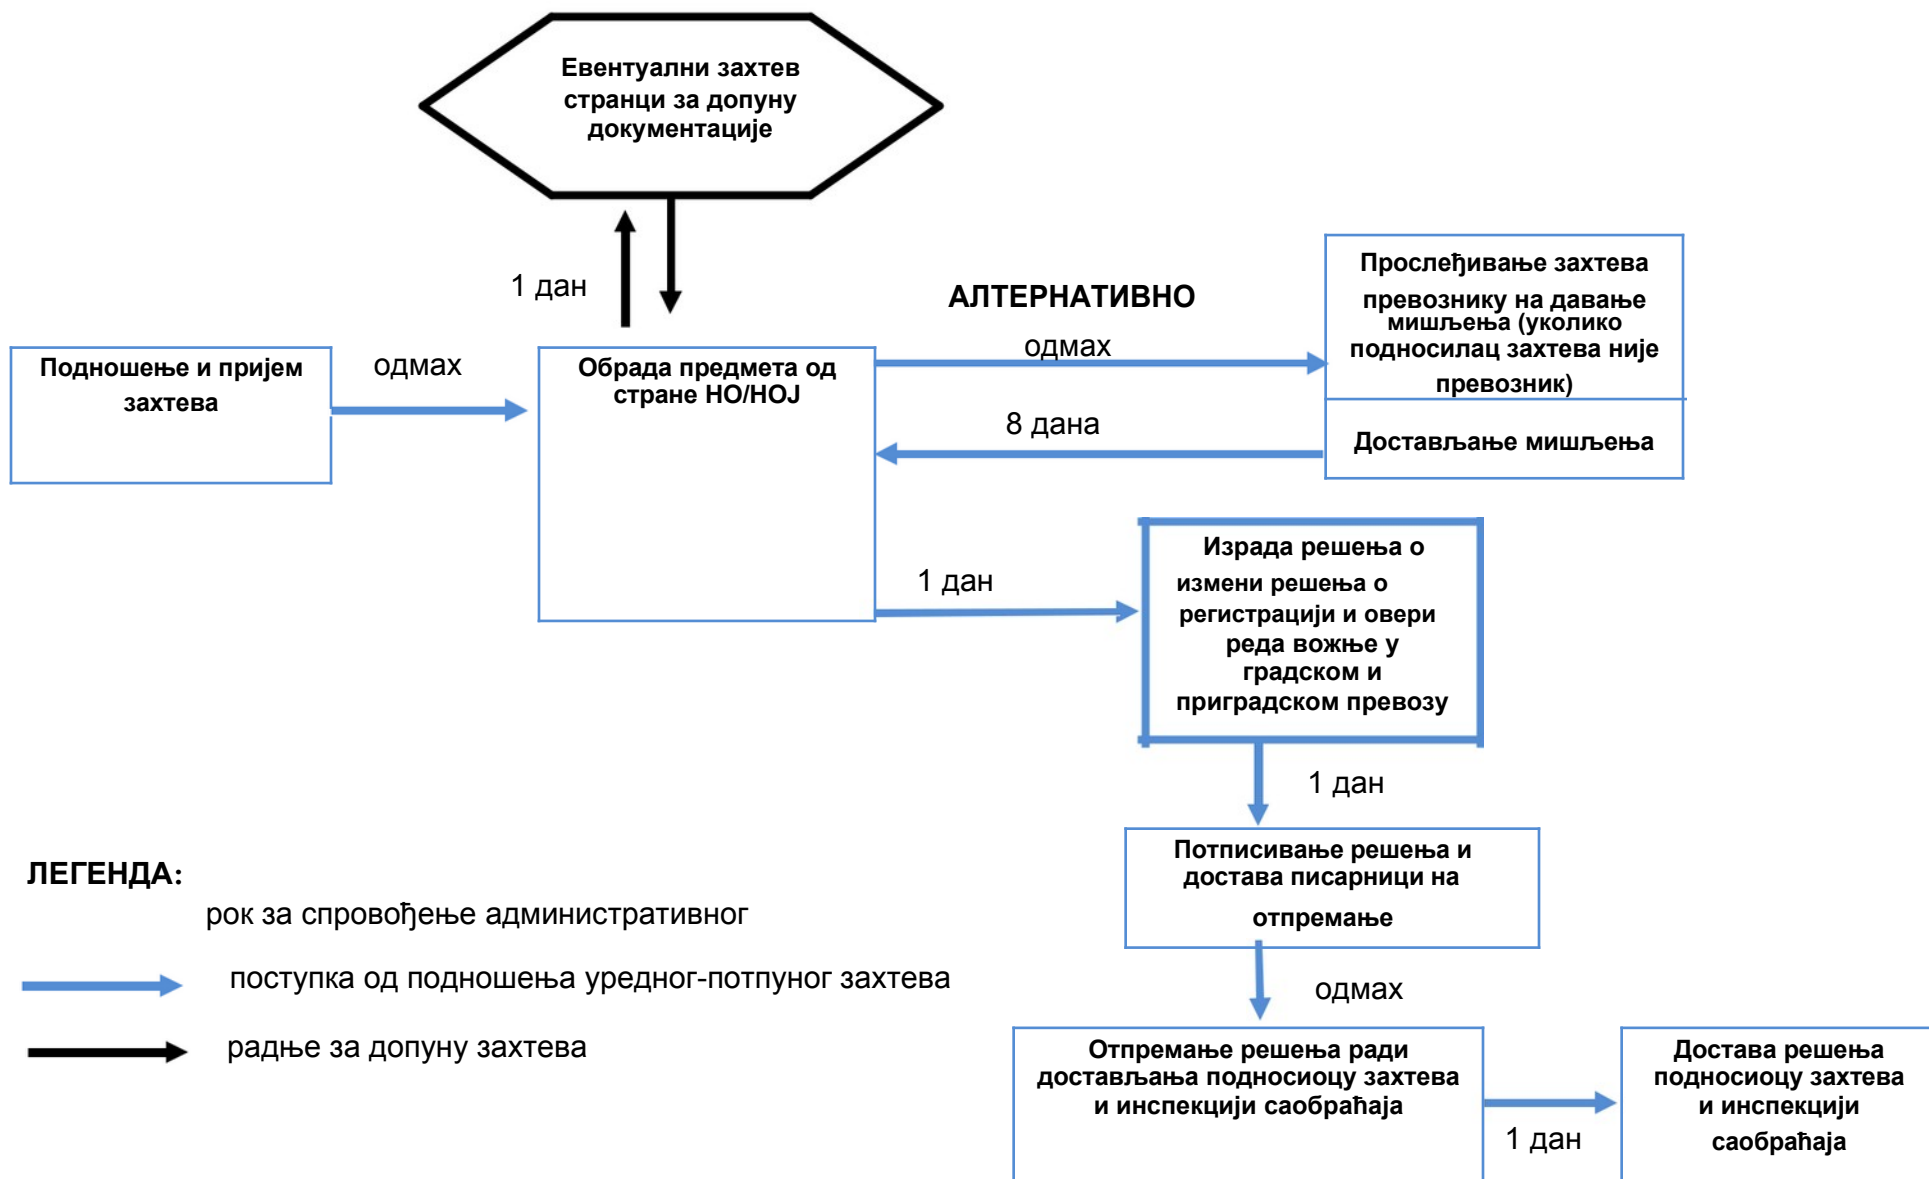 Евентуални захтев
странци за допуну
документације
1 дан
АЛТЕРНАТИВНО
Подношење и пријем
захтева
одмах
Обрада предмета од
стране НО/НОЈ
одмах
8 дана
Прослеђивање захтева
превознику на давање
мишљења (уколико
подносилац захтева није
превозник)
Достављање мишљења
1 дан
Израда решења о
измени решења о
регистрацији и овери
реда вожње у
градском и
приградском превозу
1 дан
Потписивање решења и
достава писарници на
отпремање
одмах
Отпремање решења ради
достављања подносиоцу захтева
и инспекцији саобраћаја
1 дан
Достава решења
подносиоцу захтева
и инспекцији
саобраћаја
ЛЕГЕНДА:
рок за спровођење административног
поступка од подношења уредног-потпуног захтева
радње за допуну захтева